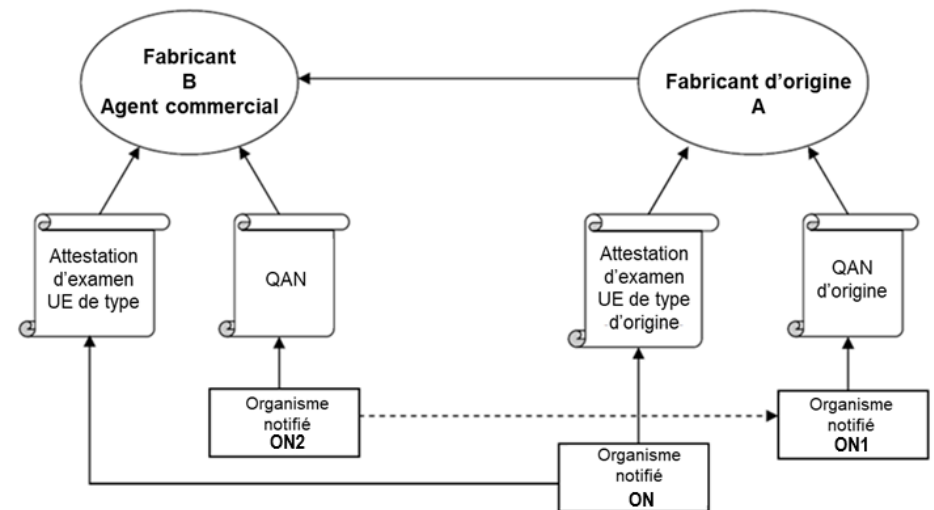 Fabricant
B
Agent commercial
Fabricant d’origine
A
Attestation
d’examen
UE de type
QAN
Attestation
d’examen
UE de type
d’origine
QAN
d’origine
Organisme
notifié
ON2
Organisme
notifié
ON
Organisme
notifié
ON1